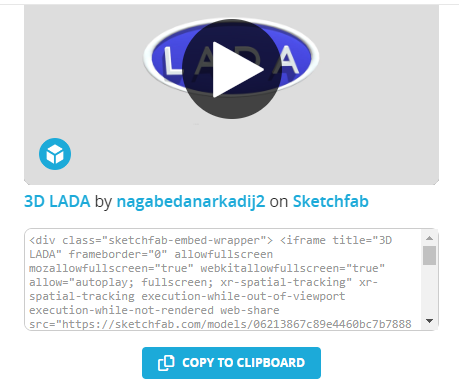 LADA
3D LADA by nagabedanarkadij2 on Sketchfab
<div class="sketchfab-embed-wrapper"> <iframe title="3D
LADA" frameborder="0" allowfullscreen
mozallowfullscreen="true" webkitallowfullscreen="true"
allow="autoplay; fullscreen; xr-spatial-tracking" xr-
spatial-tracking execution-while-out-of-viewport
execution-while-not-rendered web-share
src="https://sketchfab.com/models/06213867c89e4460bc7b7888
COPY TO CLIPBOARD